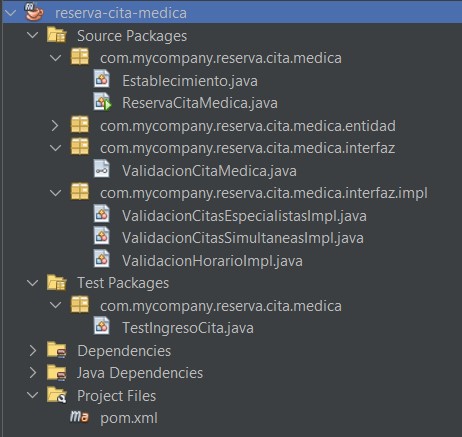 reserva-cita-medica
Source Packages
com.mycompany.reserva.cita.medica
Establecimiento.java
ReservaCitaMedica.java
com.mycompany.reserva.cita.medica.entidad
com.mycompany.reserva.cita.medica.interfaz
ValidacionCitaMedica.java
com.mycompany.reserva.cita.medica.interfaz.impl
ValidacionCitasEspecialistasImpl.java
ValidacionCitasSimultaneasImpl.java
ValidacionHorarioImpl.java
Test Packages
com.mycompany.reserva.cita.medica
TestIngresoCita.java
Dependencies
Java Dependencies
Project Files
ma pom.xml